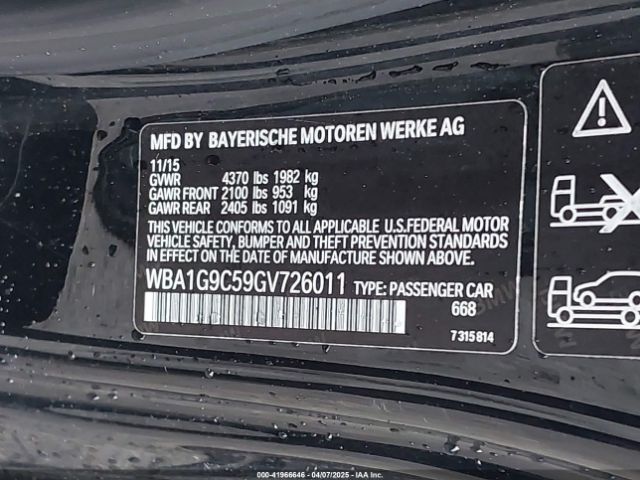 MFD BY BAYERISCHE MOTOREN WERKE AG
11/15
GVWR 4370 lbs 1982 kg
GAWR FRONT 2100 lbs 953 kg
GAWR REAR 2405 lbs 1091 kg
THIS VEHICLE CONFORMS TO ALL APPLICABLE U.S.FEDERAL MOTOR
VEHICLE SAFETY, BUMPER AND THEFT PREVENTION STANDARDS IN
EFFECT ON THE DATE OF MANUFACTURE SHOWN ABOVE.
WBA1G9C59GV726011 TYPE: PASSENGER CAR
668
7 315 814
000-41966646 - 04/07/2025 - IAAI.CA